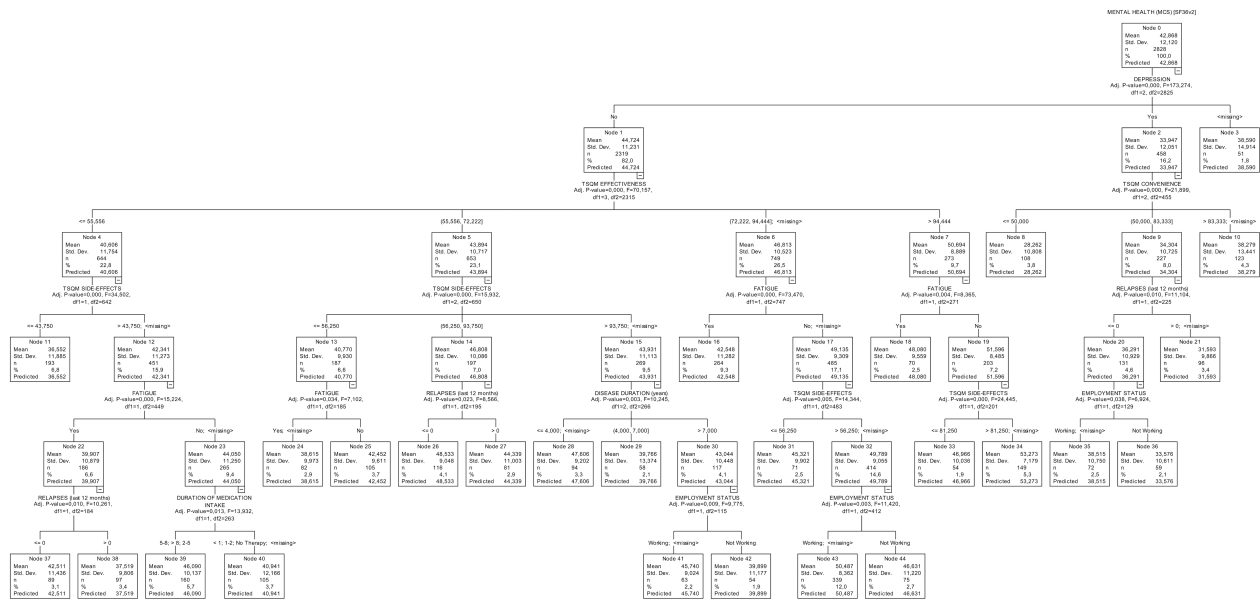 MENTAL HEALTH (MCS) [SF36v2]
Node 0
Mean 42,868
Std. Dev. 12,120
n 2828
% 100,0
Predicted 42,868
DEPRESSION
Adj. P-value=0,000, F=173,274,
df1=2, df2=2825
No
Yes
<missing>
Node 1
Mean 44,724
Std. Dev. 11,231
n 2319
% 82,0
Predicted 44,724
Node 2
Mean 33,947
Std. Dev. 12,051
n 458
% 16,2
Predicted 33,947
Node 3
Mean 38,590
Std. Dev. 14,914
n 51
% 1,8
Predicted 38,590
TSQM EFFECTIVENESS
Adj. P-value=0,000, F=70,157,
df1=3, df2=2315
TSQM CONVENIENCE
Adj. P-value=0,000, F=21,899,
df1=2, df2=455
<= 55,556
(55,556, 72,222]
(72,222, 94,444]; <missing>
> 94,444
<= 50,000
(50,000, 83,333]
> 83,333; <missing>
Node 4
Mean 40,606
Std. Dev. 11,754
n 644
% 22,8
Predicted 40,606
Node 5
Mean 43,894
Std. Dev. 10,717
n 653
% 23,1
Predicted 43,894
Node 6
Mean 46,813
Std. Dev. 10,523
n 749
% 26,5
Predicted 46,813
Node 7
Mean 50,694
Std. Dev. 8,889
n 273
% 9,7
Predicted 50,694
Node 8
Mean 28,262
Std. Dev. 10,808
n 108
% 3,8
Predicted 28,262
Node 9
Mean 34,304
Std. Dev. 10,725
n 227
% 8,0
Predicted 34,304
Node 10
Mean 38,279
Std. Dev. 13,441
n 123
% 4,3
Predicted 38,279
TSQM SIDE-EFFECTS
Adj. P-value=0,000, F=34,502,
df1=1, df2=642
TSQM SIDE-EFFECTS
Adj. P-value=0,000, F=15,932,
df1=2, df2=650
FATIGUE
Adj. P-value=0,000, F=73,470,
df1=1, df2=747
FATIGUE
Adj. P-value=0,004, F=8,365,
df1=1, df2=271
RELAPSES (last 12 months)
Adj. P-value=0,010, F=11,104,
df1=1, df2=225
<= 43,750
> 43,750; <missing>
<= 56,250
(56,250, 93,750]
> 93,750; <missing>
Yes
No; <missing>
Yes
No
<= 0
> 0; <missing>
Node 11
Mean 36,552
Std. Dev. 11,885
n 193
% 6,8
Predicted 36,552
Node 12
Mean 42,341
Std. Dev. 11,273
n 451
% 15,9
Predicted 42,341
Node 13
Mean 40,770
Std. Dev. 9,930
n 187
% 6,6
Predicted 40,770
Node 14
Mean 46,808
Std. Dev. 10,086
n 197
% 7,0
Predicted 46,808
Node 15
Mean 43,931
Std. Dev. 11,113
n 269
% 9,5
Predicted 43,931
Node 16
Mean 42,548
Std. Dev. 11,282
n 264
% 9,3
Predicted 42,548
Node 17
Mean 49,135
Std. Dev. 9,309
n 485
% 17,1
Predicted 49,135
Node 18
Mean 48,080
Std. Dev. 9,559
n 70
% 2,5
Predicted 48,080
Node 19
Mean 51,596
Std. Dev. 8,485
n 203
% 7,2
Predicted 51,596
Node 20
Mean 36,291
Std. Dev. 10,929
n 131
% 4,6
Predicted 36,291
Node 21
Mean 31,593
Std. Dev. 9,866
n 96
% 3,4
Predicted 31,593
FATIGUE
Adj. P-value=0,000, F=15,224,
df1=1, df2=449
FATIGUE
Adj. P-value=0,034, F=7,102,
df1=1, df2=185
RELAPSES (last 12 months)
Adj. P-value=0,023, F=8,566,
df1=1, df2=195
DISEASE DURATION (years)
Adj. P-value=0,003, F=10,245,
df1=2, df2=266
TSQM SIDE-EFFECTS
Adj. P-value=0,005, F=14,344,
df1=1, df2=483
TSQM SIDE-EFFECTS
Adj. P-value=0,000, F=24,445,
df1=1, df2=201
EMPLOYMENT STATUS
Adj. P-value=0,038, F=6,924,
df1=1, df2=129
Yes
No; <missing>
Yes; <missing>
No
<= 0
> 0
<= 4,000; <missing>
(4,000, 7,000]
> 7,000
<= 56,250
> 56,250; <missing>
<= 81,250
> 81,250; <missing>
Working; <missing>
Not Working
Node 22
Mean 39,907
Std. Dev. 10,879
n 186
% 6,6
Predicted 39,907
Node 23
Mean 44,050
Std. Dev. 11,250
n 265
% 9,4
Predicted 44,050
Node 24
Mean 38,615
Std. Dev. 9,973
n 82
% 2,9
Predicted 38,615
Node 25
Mean 42,452
Std. Dev. 9,611
n 105
% 3,7
Predicted 42,452
Node 26
Mean 48,533
Std. Dev. 9,048
n 116
% 4,1
Predicted 48,533
Node 27
Mean 44,339
Std. Dev. 11,003
n 81
% 2,9
Predicted 44,339
Node 28
Mean 47,606
Std. Dev. 9,202
n 94
% 3,3
Predicted 47,606
Node 29
Mean 39,766
Std. Dev. 13,374
n 58
% 2,1
Predicted 39,766
Node 30
Mean 43,044
Std. Dev. 10,448
n 117
% 4,1
Predicted 43,044
Node 31
Mean 45,321
Std. Dev. 9,902
n 71
% 2,5
Predicted 45,321
Node 32
Mean 49,789
Std. Dev. 9,055
n 414
% 14,6
Predicted 49,789
Node 33
Mean 46,966
Std. Dev. 10,036
n 54
% 1,9
Predicted 46,966
Node 34
Mean 53,273
Std. Dev. 7,179
n 149
% 5,3
Predicted 53,273
Node 35
Mean 38,515
Std. Dev. 10,750
n 72
% 2,5
Predicted 38,515
Node 36
Mean 33,576
Std. Dev. 10,611
n 59
% 2,1
Predicted 33,576
RELAPSES (last 12 months)
Adj. P-value=0,010, F=10,261,
df1=1, df2=184
DURATION OF MEDICATION
INTAKE
Adj. P-value=0,013, F=13,932,
df1=1, df2=263
EMPLOYMENT STATUS
Adj. P-value=0,009, F=9,775,
df1=1, df2=115
EMPLOYMENT STATUS
Adj. P-value=0,003, F=11,420,
df1=1, df2=412
<= 0
> 0
5-8; > 8; 2-5
< 1; 1-2; No Therapy; <missing>
Working; <missing>
Not Working
Working; <missing>
Not Working
Node 37
Mean 42,511
Std. Dev. 11,436
n 89
% 3,1
Predicted 42,511
Node 38
Mean 37,519
Std. Dev. 9,806
n 97
% 3,4
Predicted 37,519
Node 39
Mean 46,090
Std. Dev. 10,137
n 160
% 5,7
Predicted 46,090
Node 40
Mean 40,941
Std. Dev. 12,166
n 105
% 3,7
Predicted 40,941
Node 41
Mean 45,740
Std. Dev. 9,024
n 63
% 2,2
Predicted 45,740
Node 42
Mean 39,899
Std. Dev. 11,177
n 54
% 1,9
Predicted 39,899
Node 43
Mean 50,487
Std. Dev. 8,362
n 339
% 12,0
Predicted 50,487
Node 44
Mean 46,631
Std. Dev. 11,220
n 75
% 2,7
Predicted 46,631